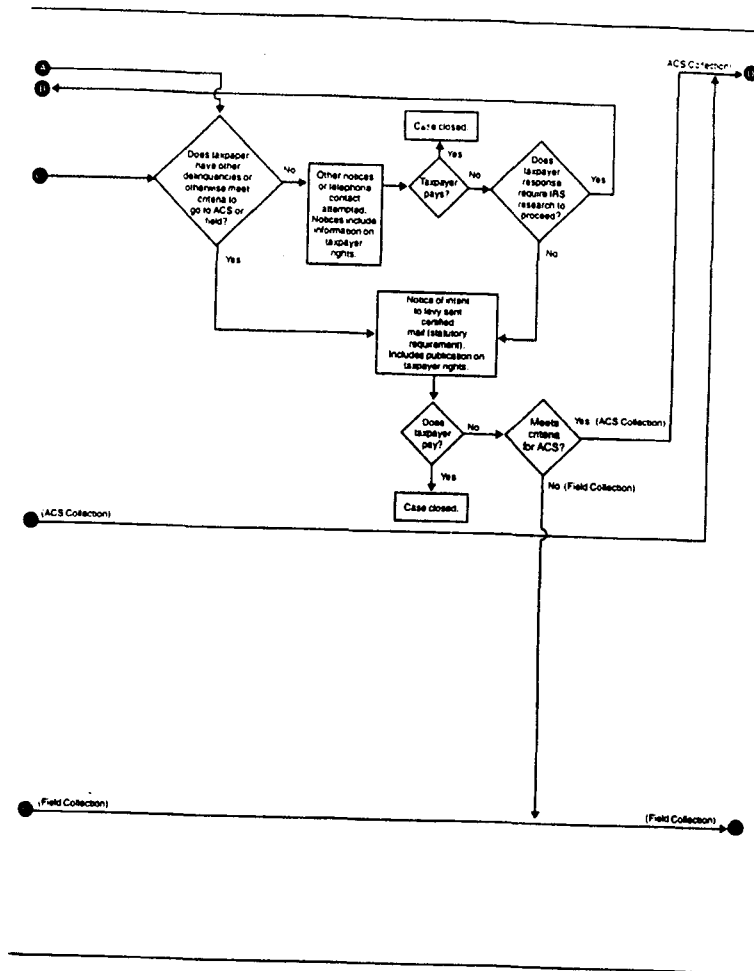 ACS Collection)
A
B
Case closed.
Does
taxpayer
have other
delinquencies or
otherwise meet
criteria to
go to ACS or
field?
No
Other notices
or telephone
contact
attempted.
Notices include
information on
taxpayer
rights.
Taxpayer
pays?
Yes
No
Does
taxpayer
response
require IRS
research to
proceed?
Yes
No
Yes
Notice of intent
to levy sent
certified
mail (statutory
requirement).
Includes publication on
taxpayer rights.
Does
taxpayer
pay?
No
Meets
criteria
for ACS?
Yes (ACS Collection)
Yes
No (Field Collection)
Case closed.
(ACS Collection)
(Field Collection)
(Field Collection)